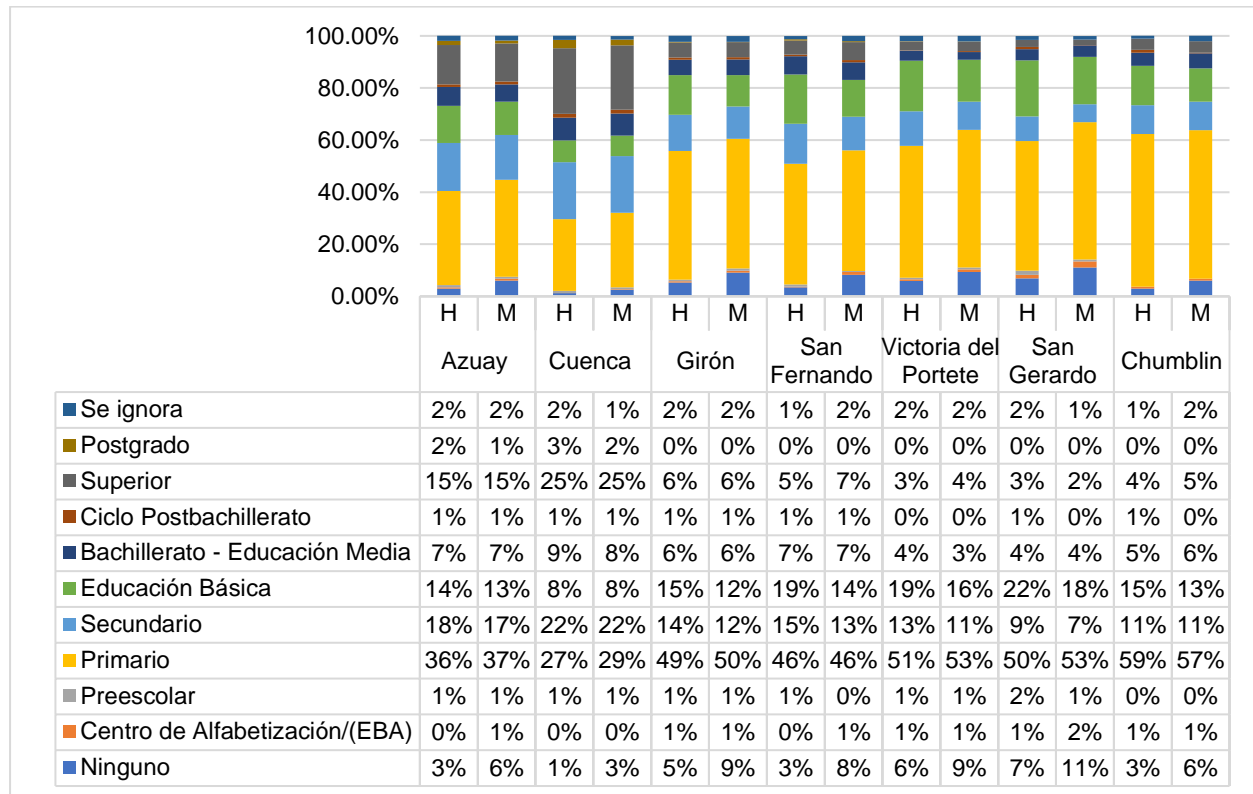 100.00%
80.00%
60.00%
40.00%
20.00%
0.00%
H M H M H M H M H M H M H M
Azuay Cuenca Girón San Fernando Victoria del Portete San Gerardo Chumblin
Se ignora 2% 2% 2% 1% 2% 2% 1% 2% 2% 2% 2% 1% 1% 2%
Postgrado 2% 1% 3% 2% 0% 0% 0% 0% 0% 0% 0% 0% 0% 0%
Superior 15% 15% 25% 25% 6% 6% 5% 7% 3% 4% 3% 2% 4% 5%
Ciclo Postbachillerato 1% 1% 1% 1% 1% 1% 1% 1% 0% 0% 1% 0% 1% 0%
Bachillerato - Educación Media 7% 7% 9% 8% 6% 6% 7% 7% 4% 3% 4% 4% 5% 6%
Educación Básica 14% 13% 8% 8% 15% 12% 19% 14% 19% 16% 22% 18% 15% 13%
Secundario 18% 17% 22% 22% 14% 12% 15% 13% 13% 11% 9% 7% 11% 11%
Primario 36% 37% 27% 29% 49% 50% 46% 46% 51% 53% 50% 53% 59% 57%
Preescolar 1% 1% 1% 1% 1% 1% 1% 0% 1% 1% 2% 1% 0% 0%
Centro de Alfabetización/(EBA) 0% 1% 0% 0% 1% 1% 0% 1% 1% 1% 1% 2% 1% 1%
Ninguno 3% 6% 1% 3% 5% 9% 3% 8% 6% 9% 7% 11% 3% 6%